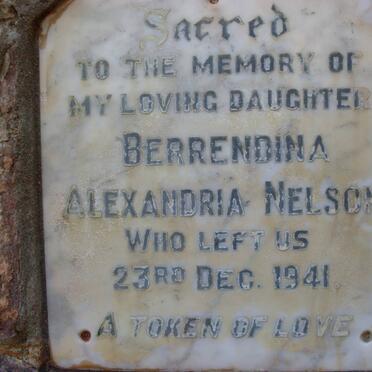 Sacred
TO THE MEMORY OF
MY LOVING DAUGHTER
BERRENDINA
ALEXANDRIA NELSON
WHO LEFT US
23RD DEC. 1941.
A TOKEN OF LOVE